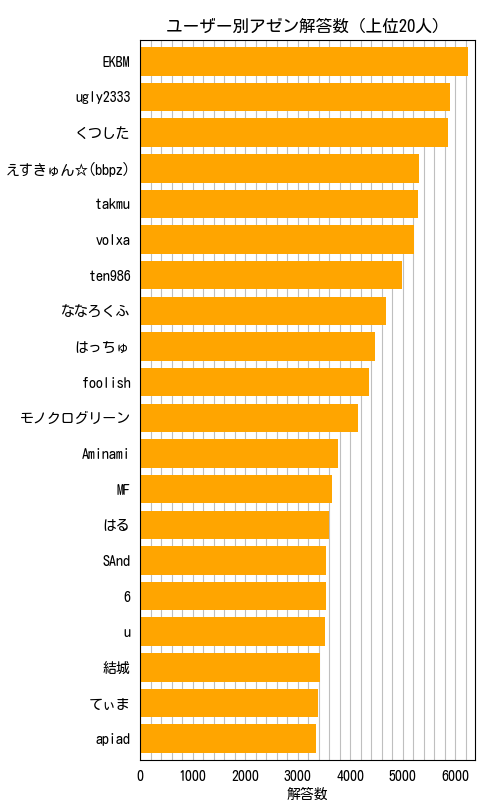 ユーザー別アゼン解答数 (上位20人)
EKBM
ugly2333
くつした
えすきゅん☆(bbpz)
takmu
volxa
ten986
ななろくふ
はっちゅ
foolish
モノクログリーン
Aminami
MF
はる
SAnd
6
u
結城
てぃま
apiad
0 1000 2000 3000 4000 5000 6000
解答数